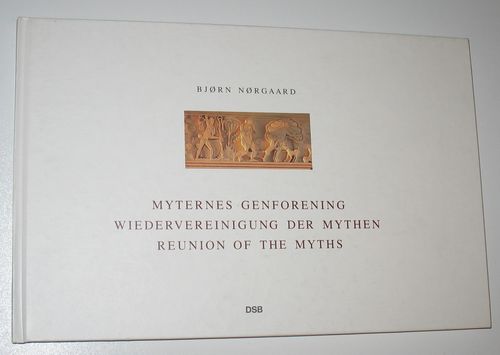 BJØRN NØRGAARD
MYTERNES GENFORENING
WIEDERVEREINIGUNG DER MYTHEN
REUNION OF THE MYTHS
DSB